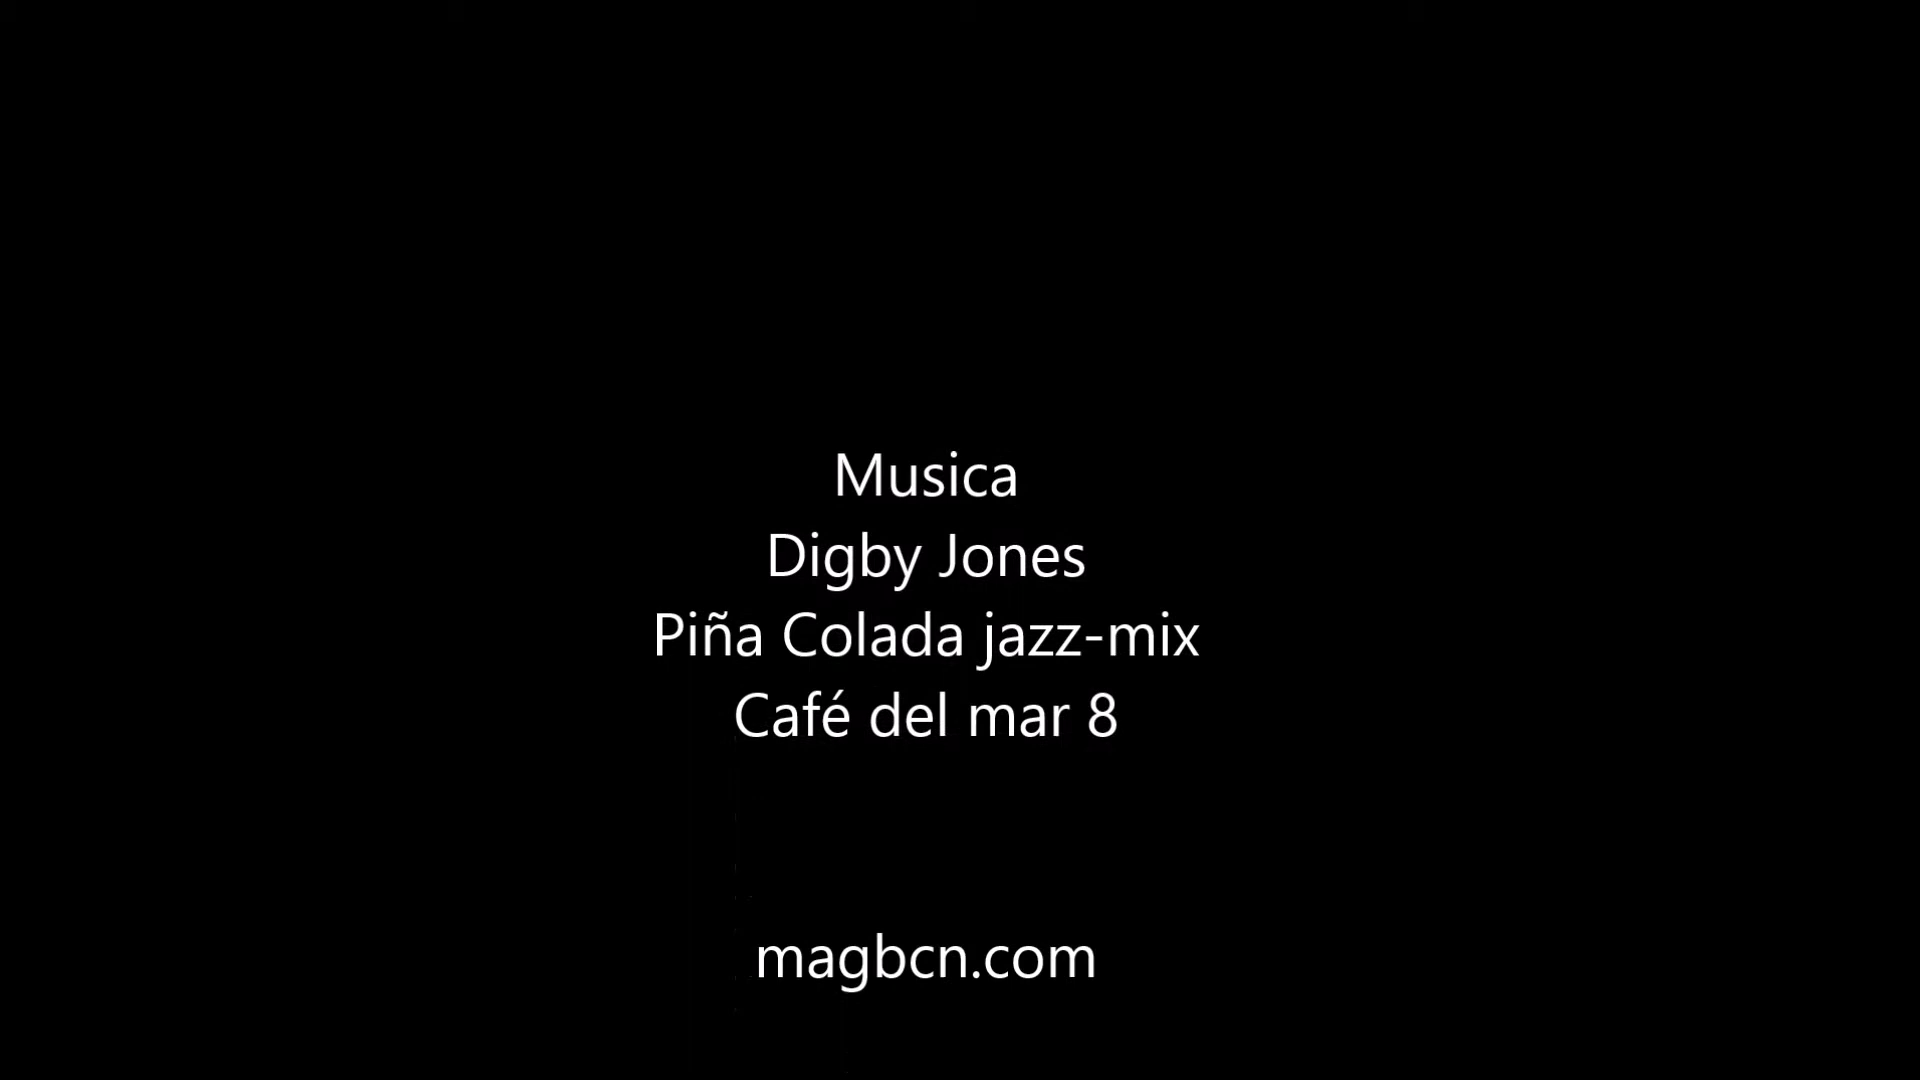 Musica
Digby Jones
Piña Colada jazz-mix
Café del mar 8
magbcn.com